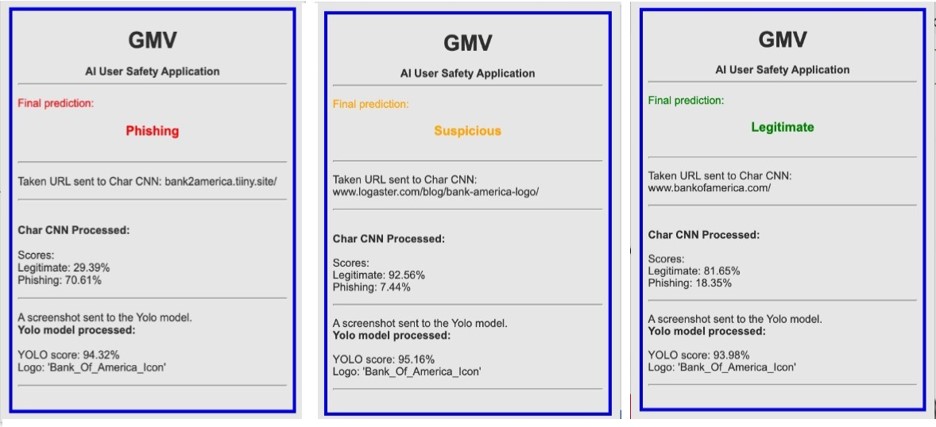 GMV
AI User Safety Application
Final prediction:
Phishing
Taken URL sent to Char CNN: bank2america.tiiny.site/
Char CNN Processed:
Scores:
Legitimate: 29.39%
Phishing: 70.61%
A screenshot sent to the Yolo model.
Yolo model processed:
YOLO score: 94.32%
Logo: 'Bank_Of_America_Icon'
GMV
AI User Safety Application
Final prediction:
Suspicious
Taken URL sent to Char CNN:
www.logaster.com/blog/bank-america-logo/
Char CNN Processed:
Scores:
Legitimate: 92.56%
Phishing: 7.44%
A screenshot sent to the Yolo model.
Yolo model processed:
YOLO score: 95.16%
Logo: 'Bank_Of_America_Icon'
GMV
AI User Safety Application
Final prediction:
Legitimate
Taken URL sent to Char CNN:
www.bankofamerica.com/
Char CNN Processed:
Scores:
Legitimate: 81.65%
Phishing: 18.35%
A screenshot sent to the Yolo model.
Yolo model processed:
YOLO score: 93.98%
Logo: 'Bank_Of_America_Icon'